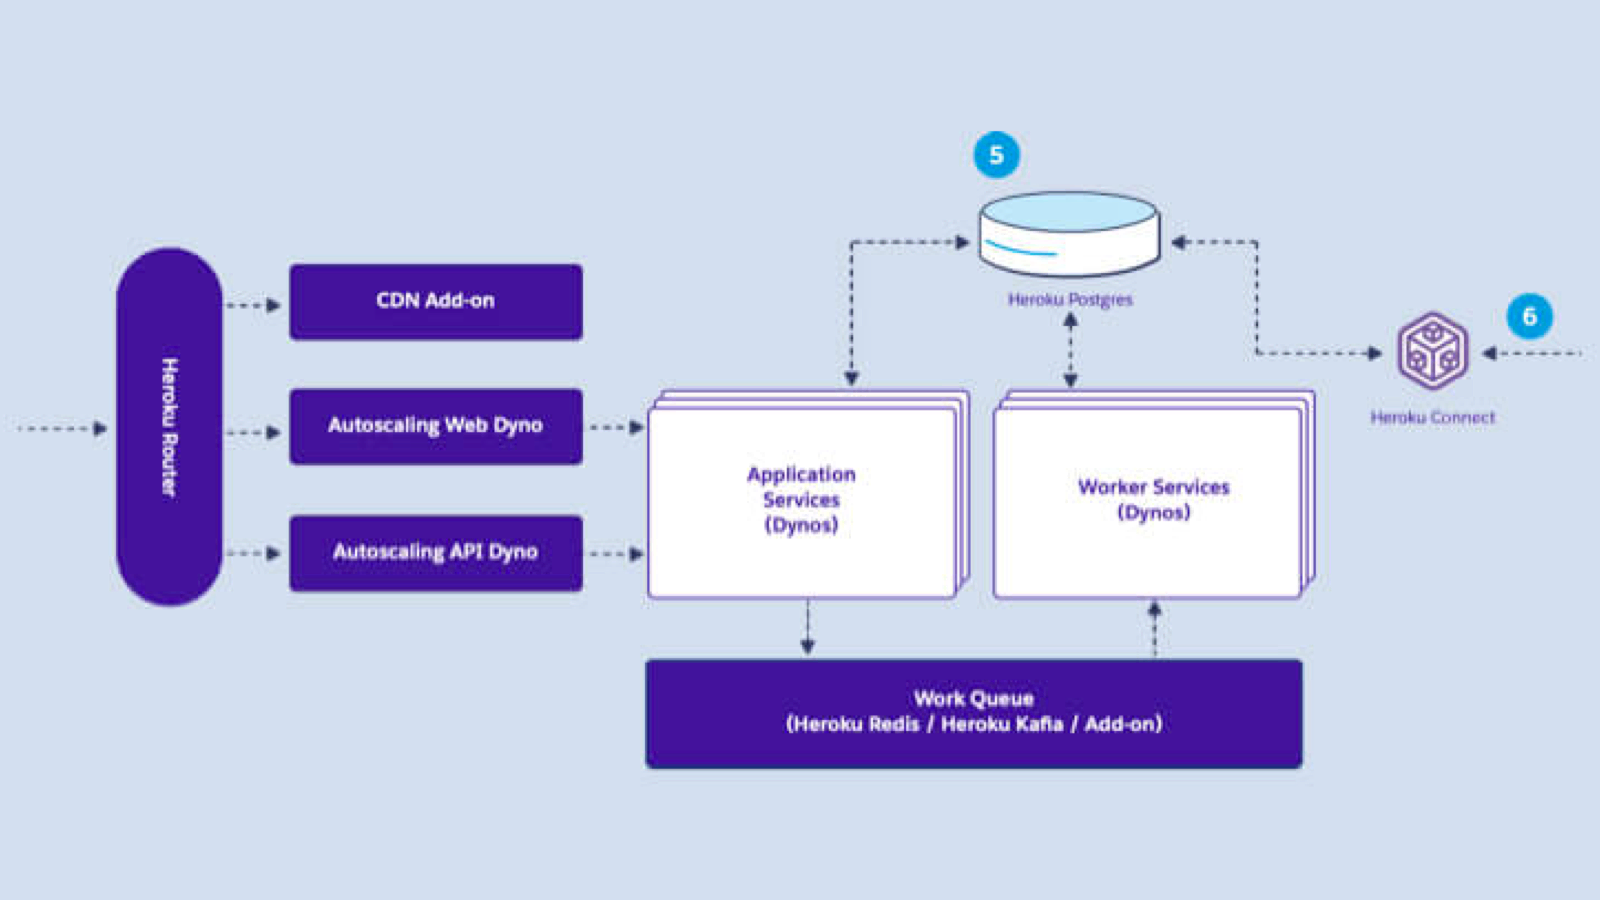 5
Heroku Postgres
6
Heroku Connect
Heroku Router
CDN Add-on
Autoscaling Web Dyno
Autoscaling API Dyno
Application
Services
(Dynos)
Worker Services
(Dynos)
Work Queue
(Heroku Redis / Heroku Kafka / Add-on)